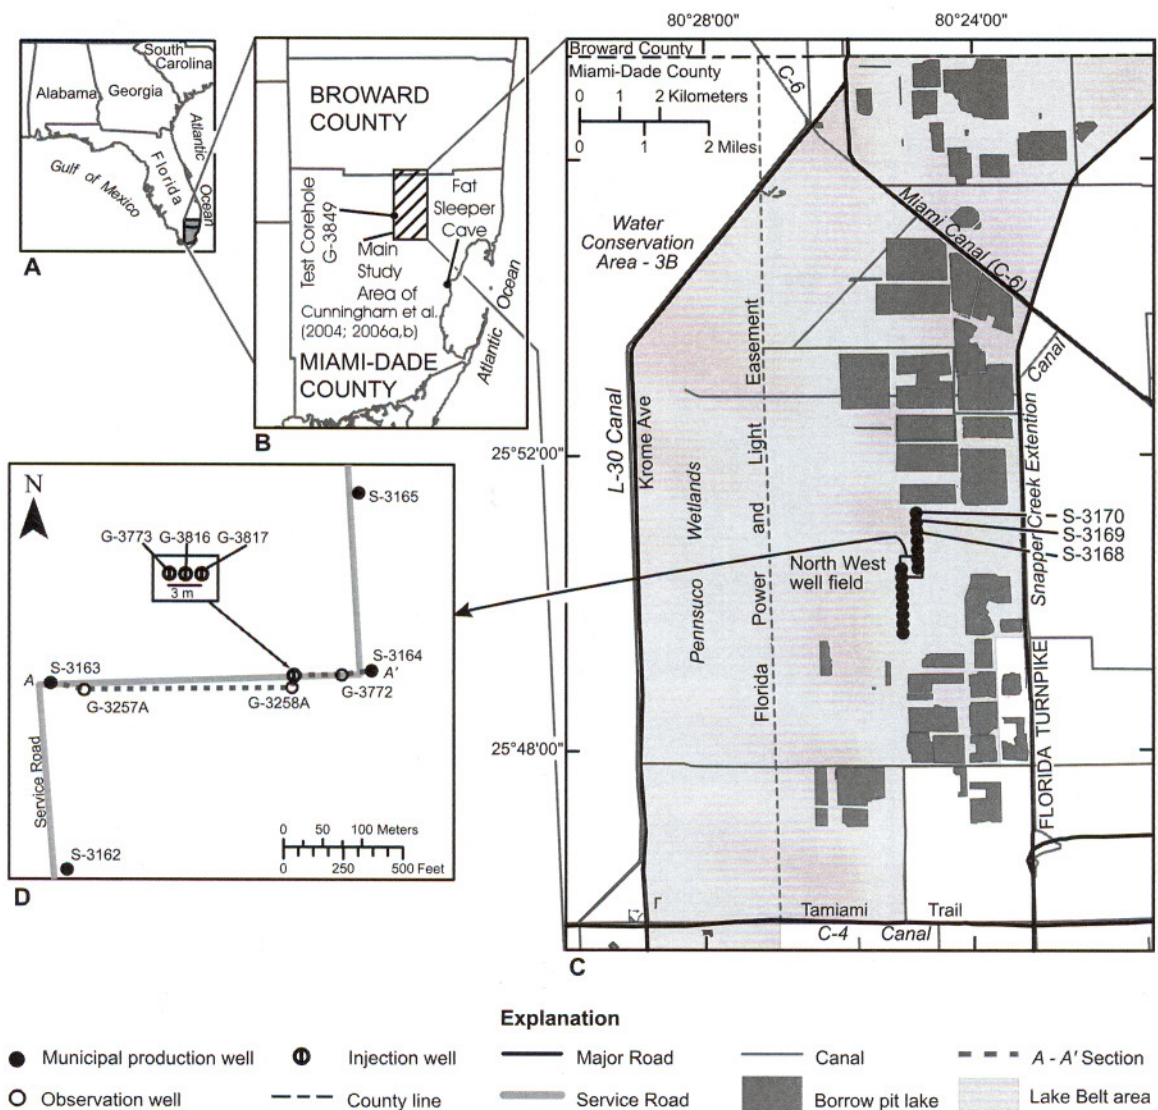 80°28'00"
80°24'00"
South
Carolina
Alabama
Georgia
Atlantic
Ocean
Florida
Gulf of Mexico
A
BROWARD
COUNTY
Test Corehole
G-3849
Fat
Sleeper
Cave
Main
Study
Area of
Cunningham et al.
(2004; 2006a,b)
MIAMI-DADE
COUNTY
Atlantic
Ocean
B
Broward County
Miami-Dade County
0 1 2 Kilometers
0 1 2 Miles
C-6
Water
Conservation
Area - 3B
Miami Canal (C-6)
L-30 Canal
Krome Ave
Pennsuco Wetlands
Florida Power and Light Easement
Snapper Creek Extention Canal
25°52'00"
S-3170
S-3169
S-3168
North West
well field
25°48'00"
FLORIDA TURNPIKE
Tamiami Trail
C-4 Canal
C
N
S-3165
G-3773 G-3816 G-3817
3 m
S-3163
A
S-3164
A'
G-3257A
G-3258A
G-3772
Service Road
S-3162
0 50 100 Meters
0 250 500 Feet
D
Explanation
Municipal production well
Injection well
Major Road
Canal
A - A' Section
Observation well
County line
Service Road
Borrow pit lake
Lake Belt area